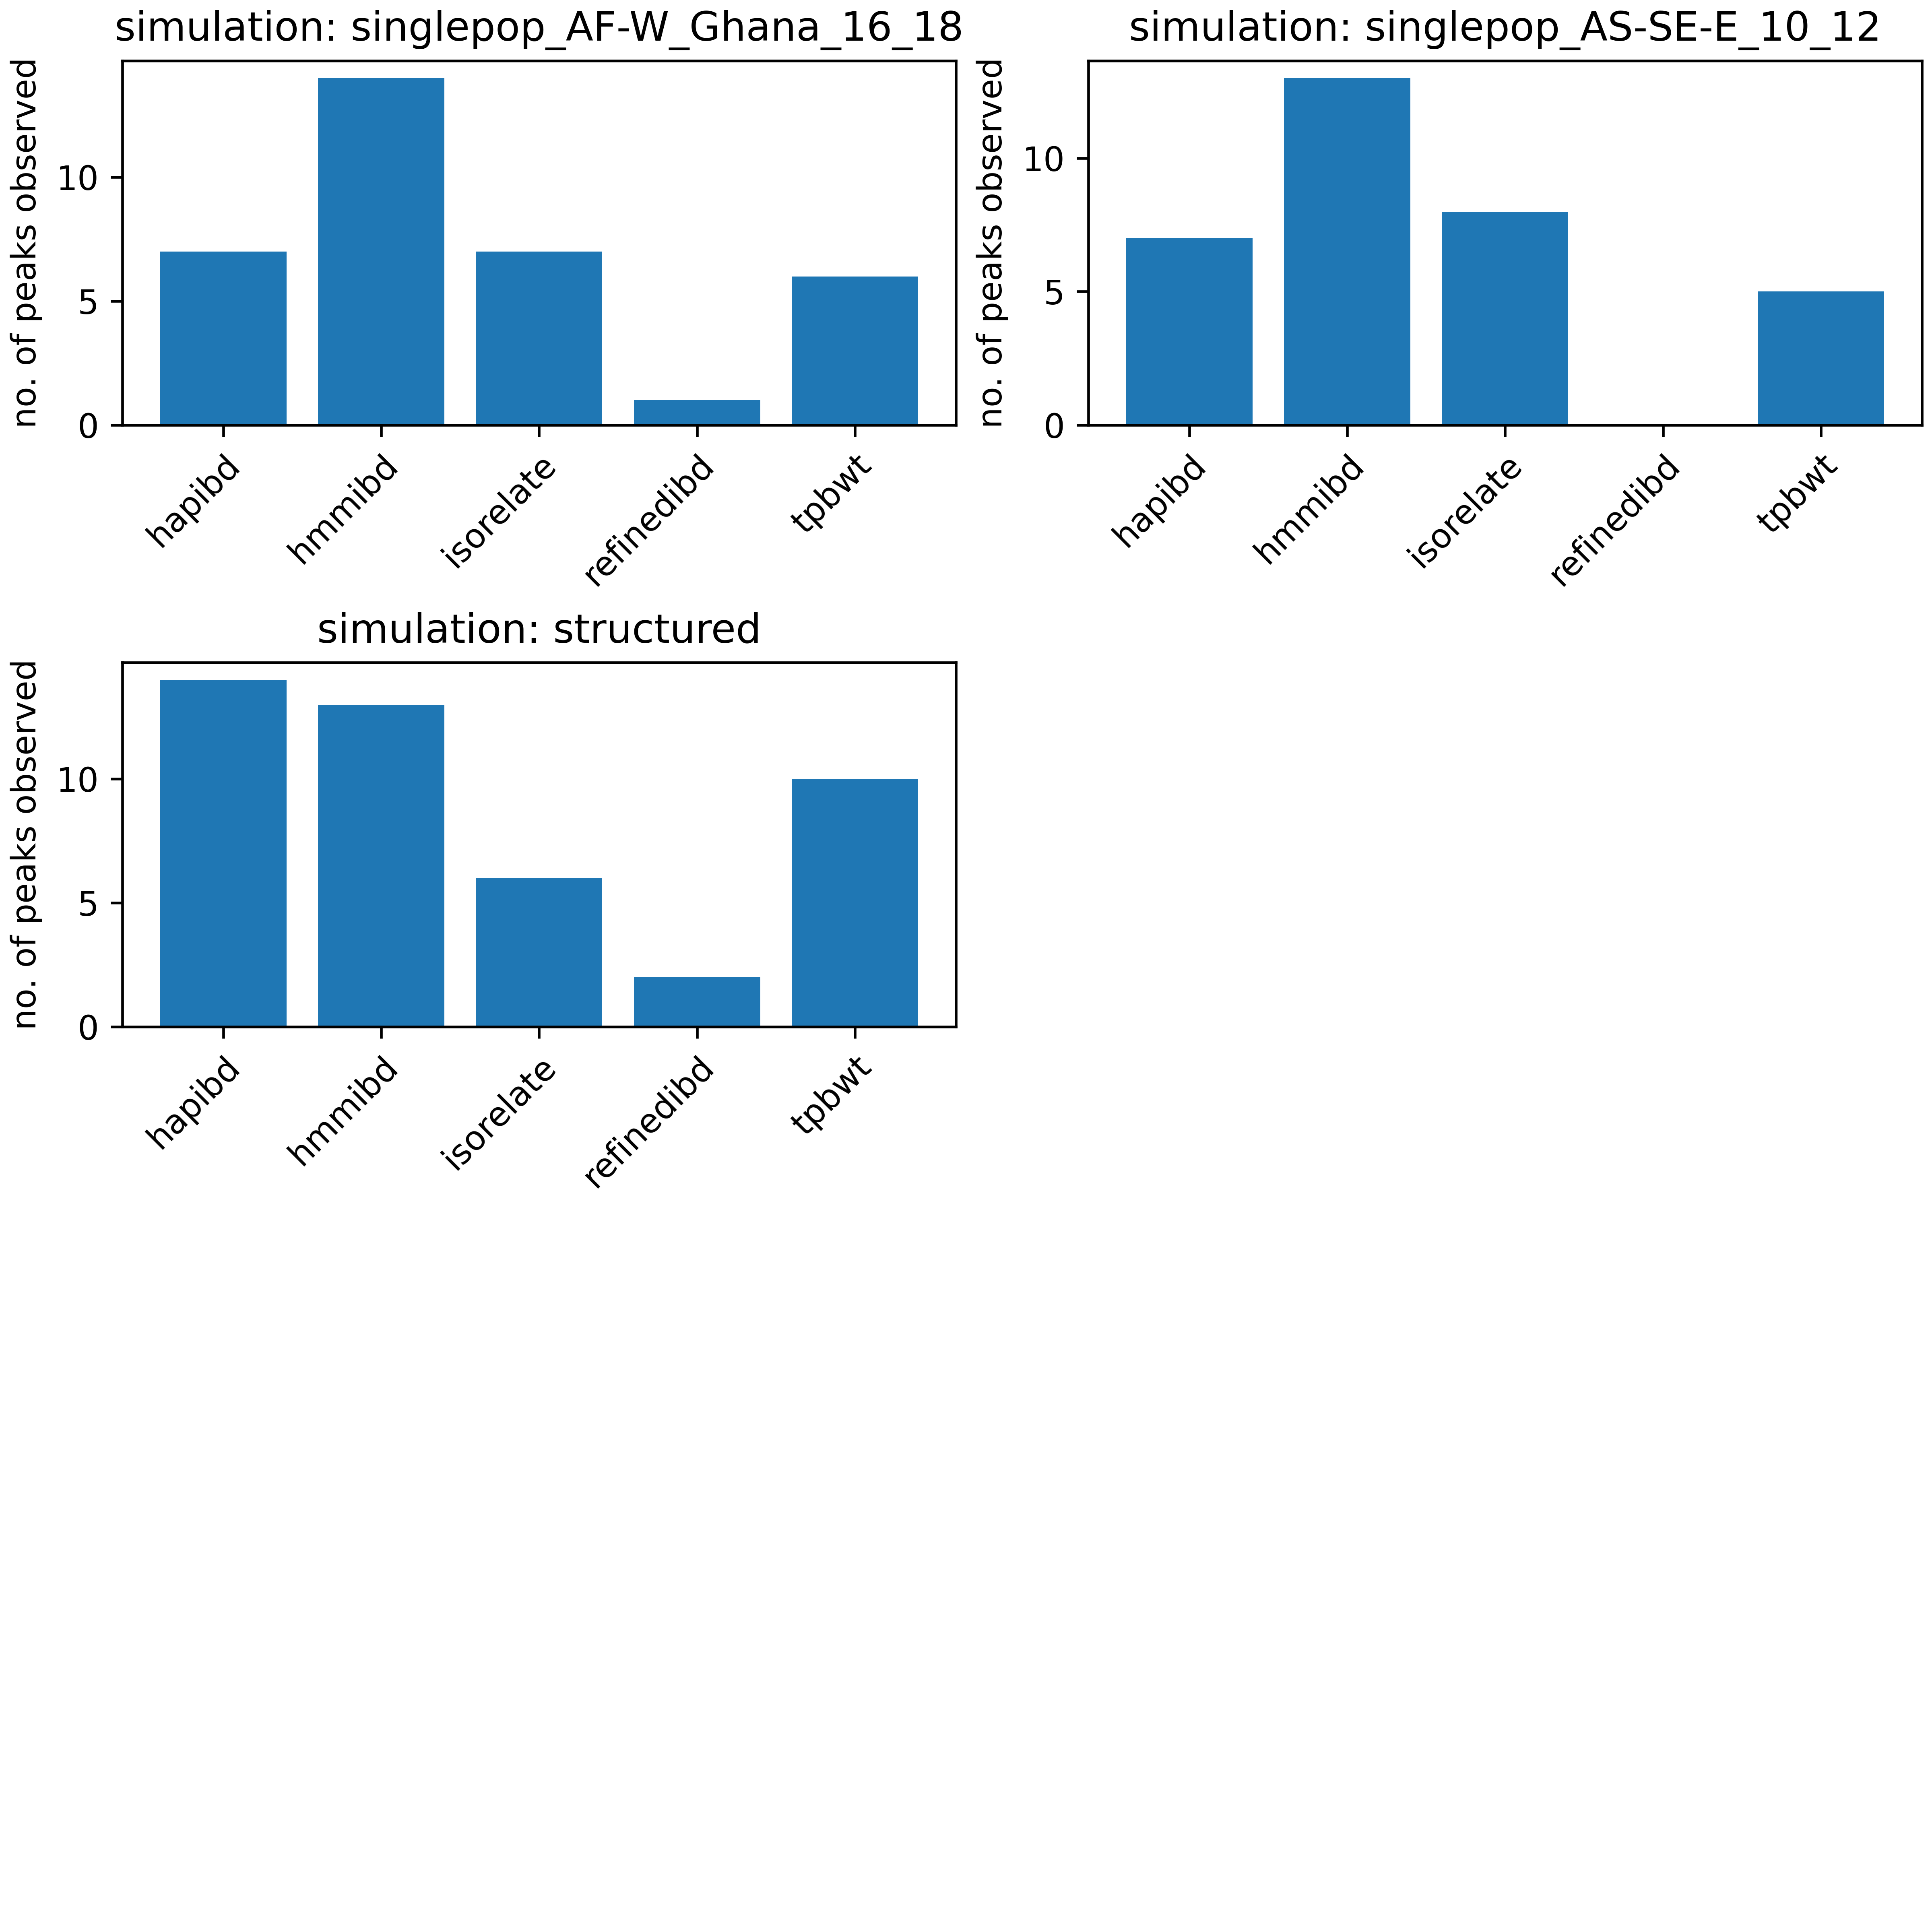 simulation: singlepop_AF-W_Ghana_16_18
no. of peaks observed
10
5
0
hapibd
hmmibd
isorelate
refinedibd
tpbwt
simulation: singlepop_AS-SE-E_10_12
no. of peaks observed
10
5
0
hapibd
hmmibd
isorelate
refinedibd
tpbwt
simulation: structured
no. of peaks observed
10
5
0
hapibd
hmmibd
isorelate
refinedibd
tpbwt